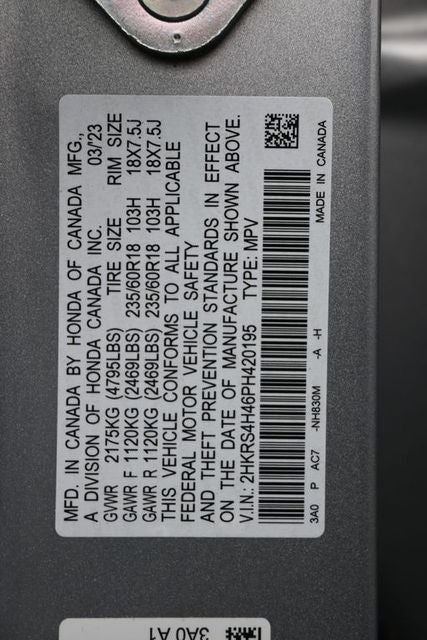 MFD. IN CANADA BY HONDA OF CANADA MFG.,
A DIVISION OF HONDA CANADA INC. 03/'23
GVWR 2175KG (4795LBS) TIRE SIZE RIM SIZE
GAWR F 1120KG (2469LBS) 235/60R18 103H 18X7.5J
GAWR R 1120KG (2469LBS) 235/60R18 103H 18X7.5J
THIS VEHICLE CONFORMS TO ALL APPLICABLE
FEDERAL MOTOR VEHICLE SAFETY
AND THEFT PREVENTION STANDARDS IN EFFECT
ON THE DATE OF MANUFACTURE SHOWN ABOVE.
V.I.N.: 2HKRS4H46PH420195 TYPE: MPV
3A0 P AC7 -NH830M -A -H MADE IN CANADA
3A0 A1